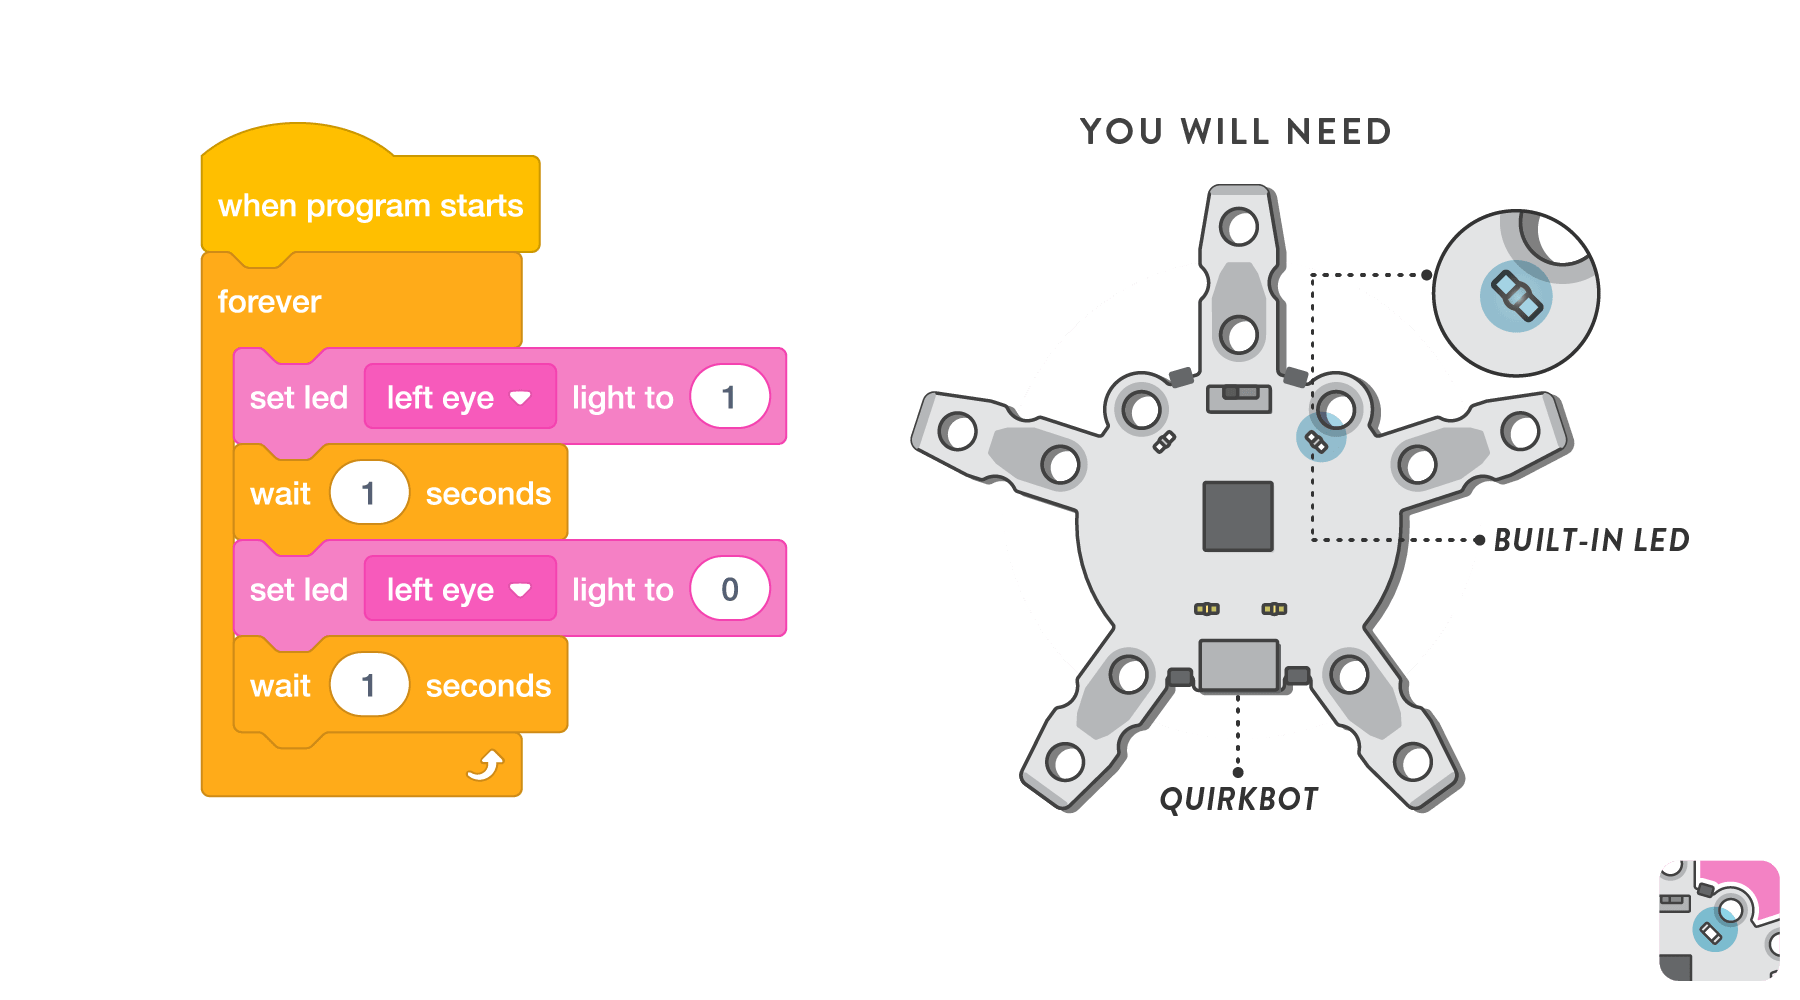 when program starts
forever
set led left eye light to 1
wait 1 seconds
set led left eye light to 0
wait 1 seconds
YOU WILL NEED
BUILT-IN LED
QUIRKBOT